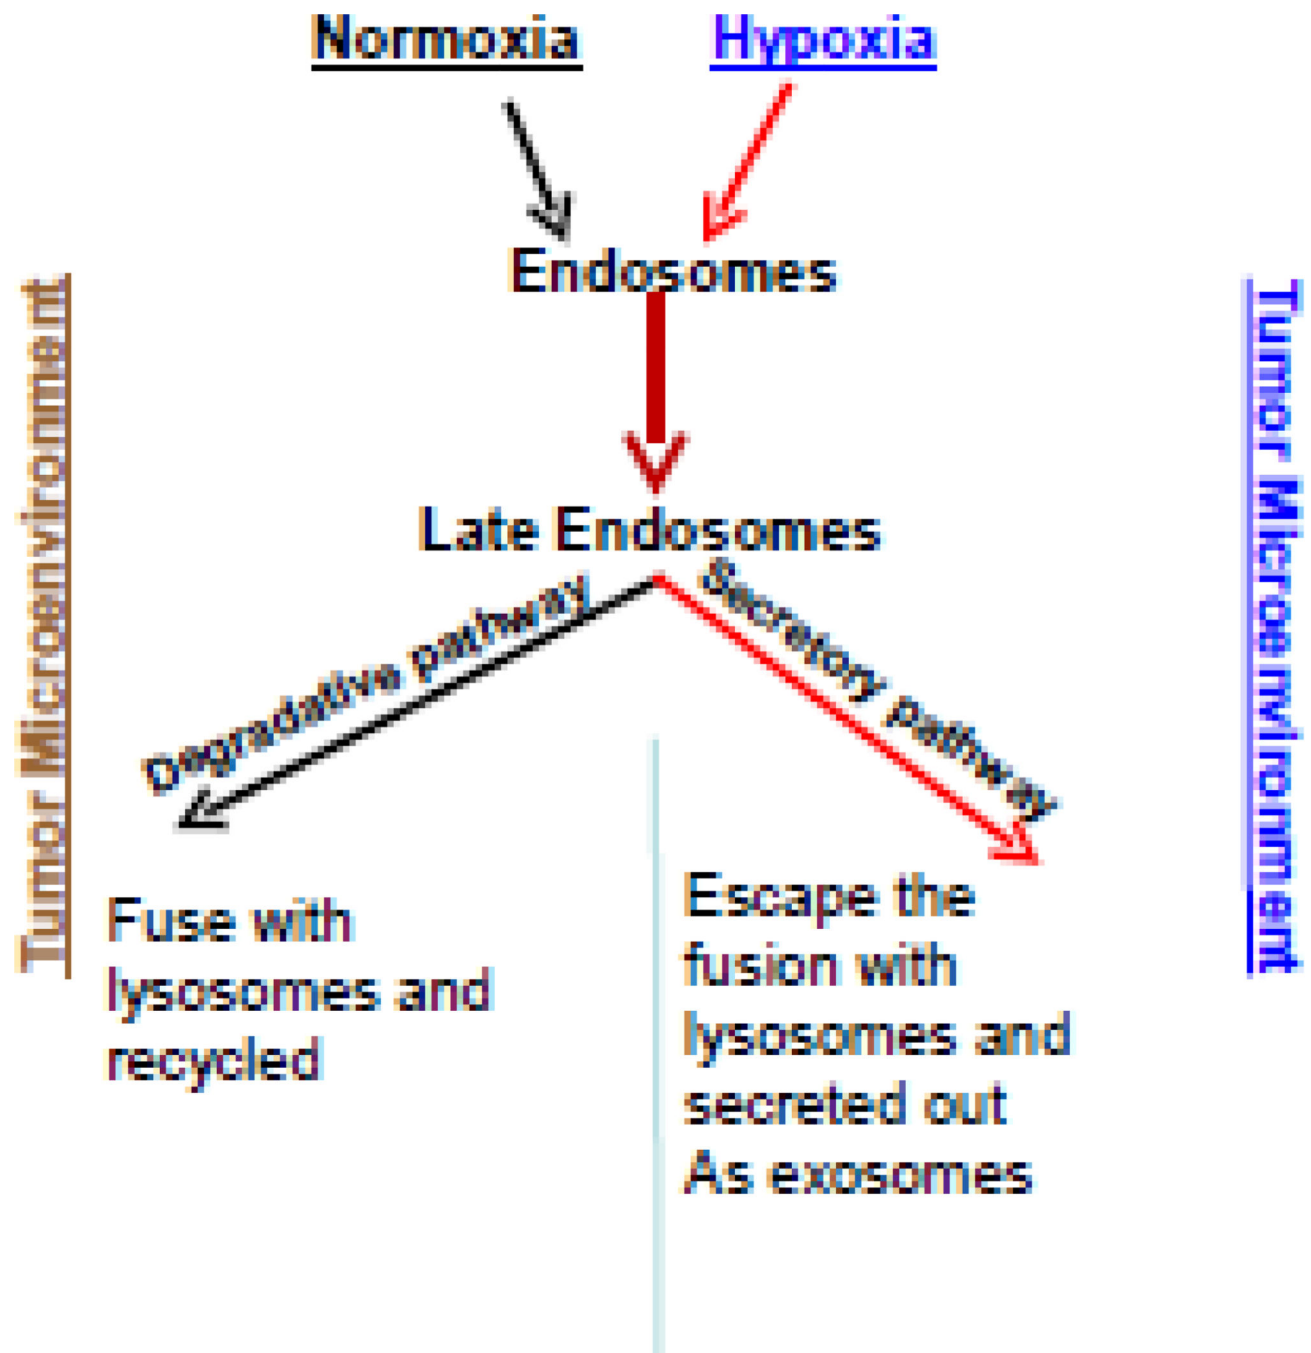 Normoxia
Hypoxia
Endosomes
Tumor Microenvironment
Tumor Microenvironment
Late Endosomes
Degradative pathway
Secretory pathway
Fuse with
lysosomes and
recycled
Escape the
fusion with
lysosomes and
secreted out
As exosomes